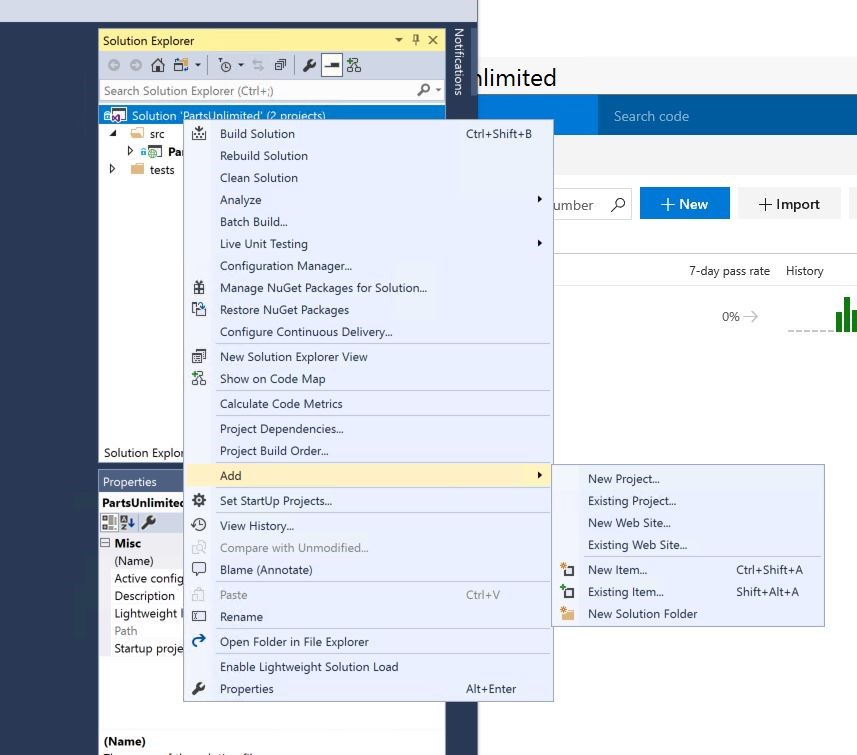 Solution Explorer
Search Solution Explorer (Ctrl+;)
Solution 'PartsUnlimited' (2 projects)
src
Pa
tests
Notifications
nlimited
Search code
umber
+ New
+ Import
7-day pass rate History
0%
Build Solution Ctrl+Shift+B
Rebuild Solution
Clean Solution
Analyze
Batch Build...
Live Unit Testing
Configuration Manager...
Manage NuGet Packages for Solution...
Restore NuGet Packages
Configure Continuous Delivery...
New Solution Explorer View
Show on Code Map
Calculate Code Metrics
Project Dependencies...
Project Build Order...
Add
Set StartUp Projects...
View History...
Compare with Unmodified...
Blame (Annotate)
Paste Ctrl+V
Rename
Open Folder in File Explorer
Enable Lightweight Solution Load
Properties Alt+Enter
New Project...
Existing Project...
New Web Site...
Existing Web Site...
New Item... Ctrl+Shift+A
Existing Item... Shift+Alt+A
New Solution Folder
Solution Explor
Properties
PartsUnlimited
Misc
(Name)
Active config
Description
Lightweight l
Path
Startup proje
(Name)